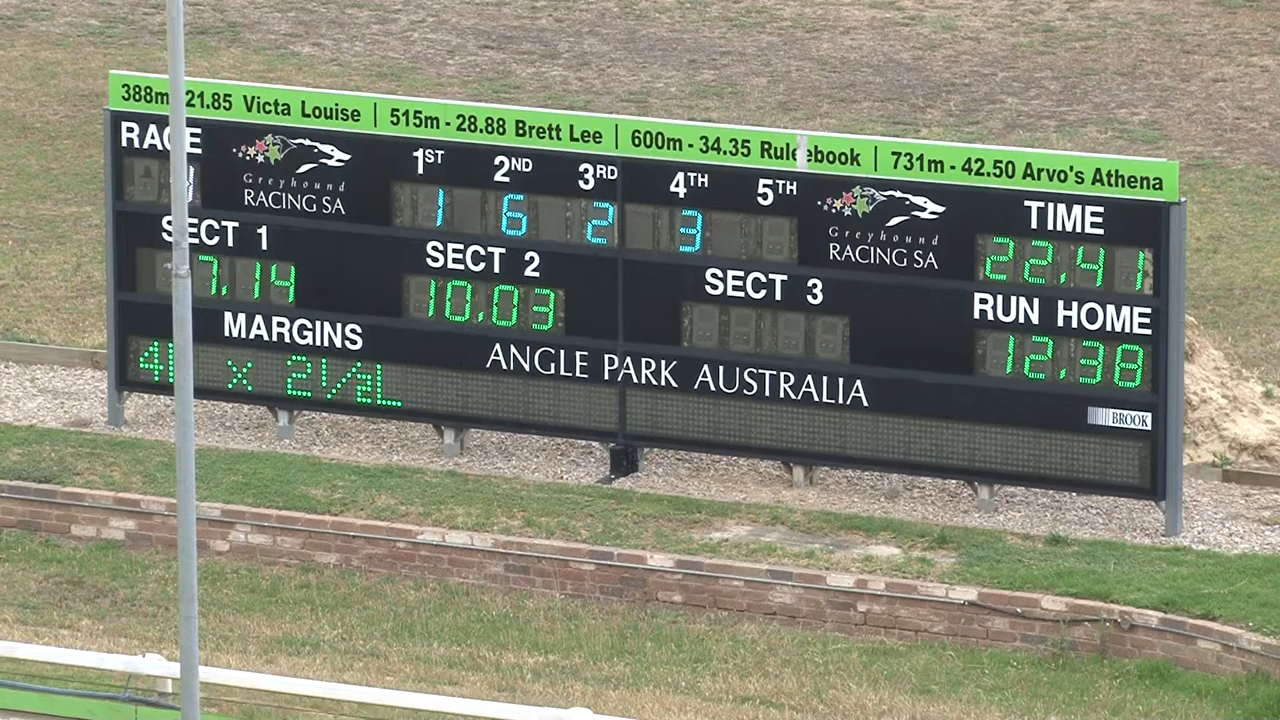 388m 21.85 Victa Louise | 515m - 28.88 Brett Lee | 600m - 34.35 Rulebook | 731m - 42.50 Arvo's Athena
RACE
Greyhound
RACING SA
1ST 2ND 3RD 4TH 5TH
1 6 2 3
Greyhound
RACING SA
TIME
22.41
SECT 1
7.14
SECT 2
10.03
SECT 3
RUN HOME
12.38
MARGINS
x 2½L
ANGLE PARK AUSTRALIA
BROOK